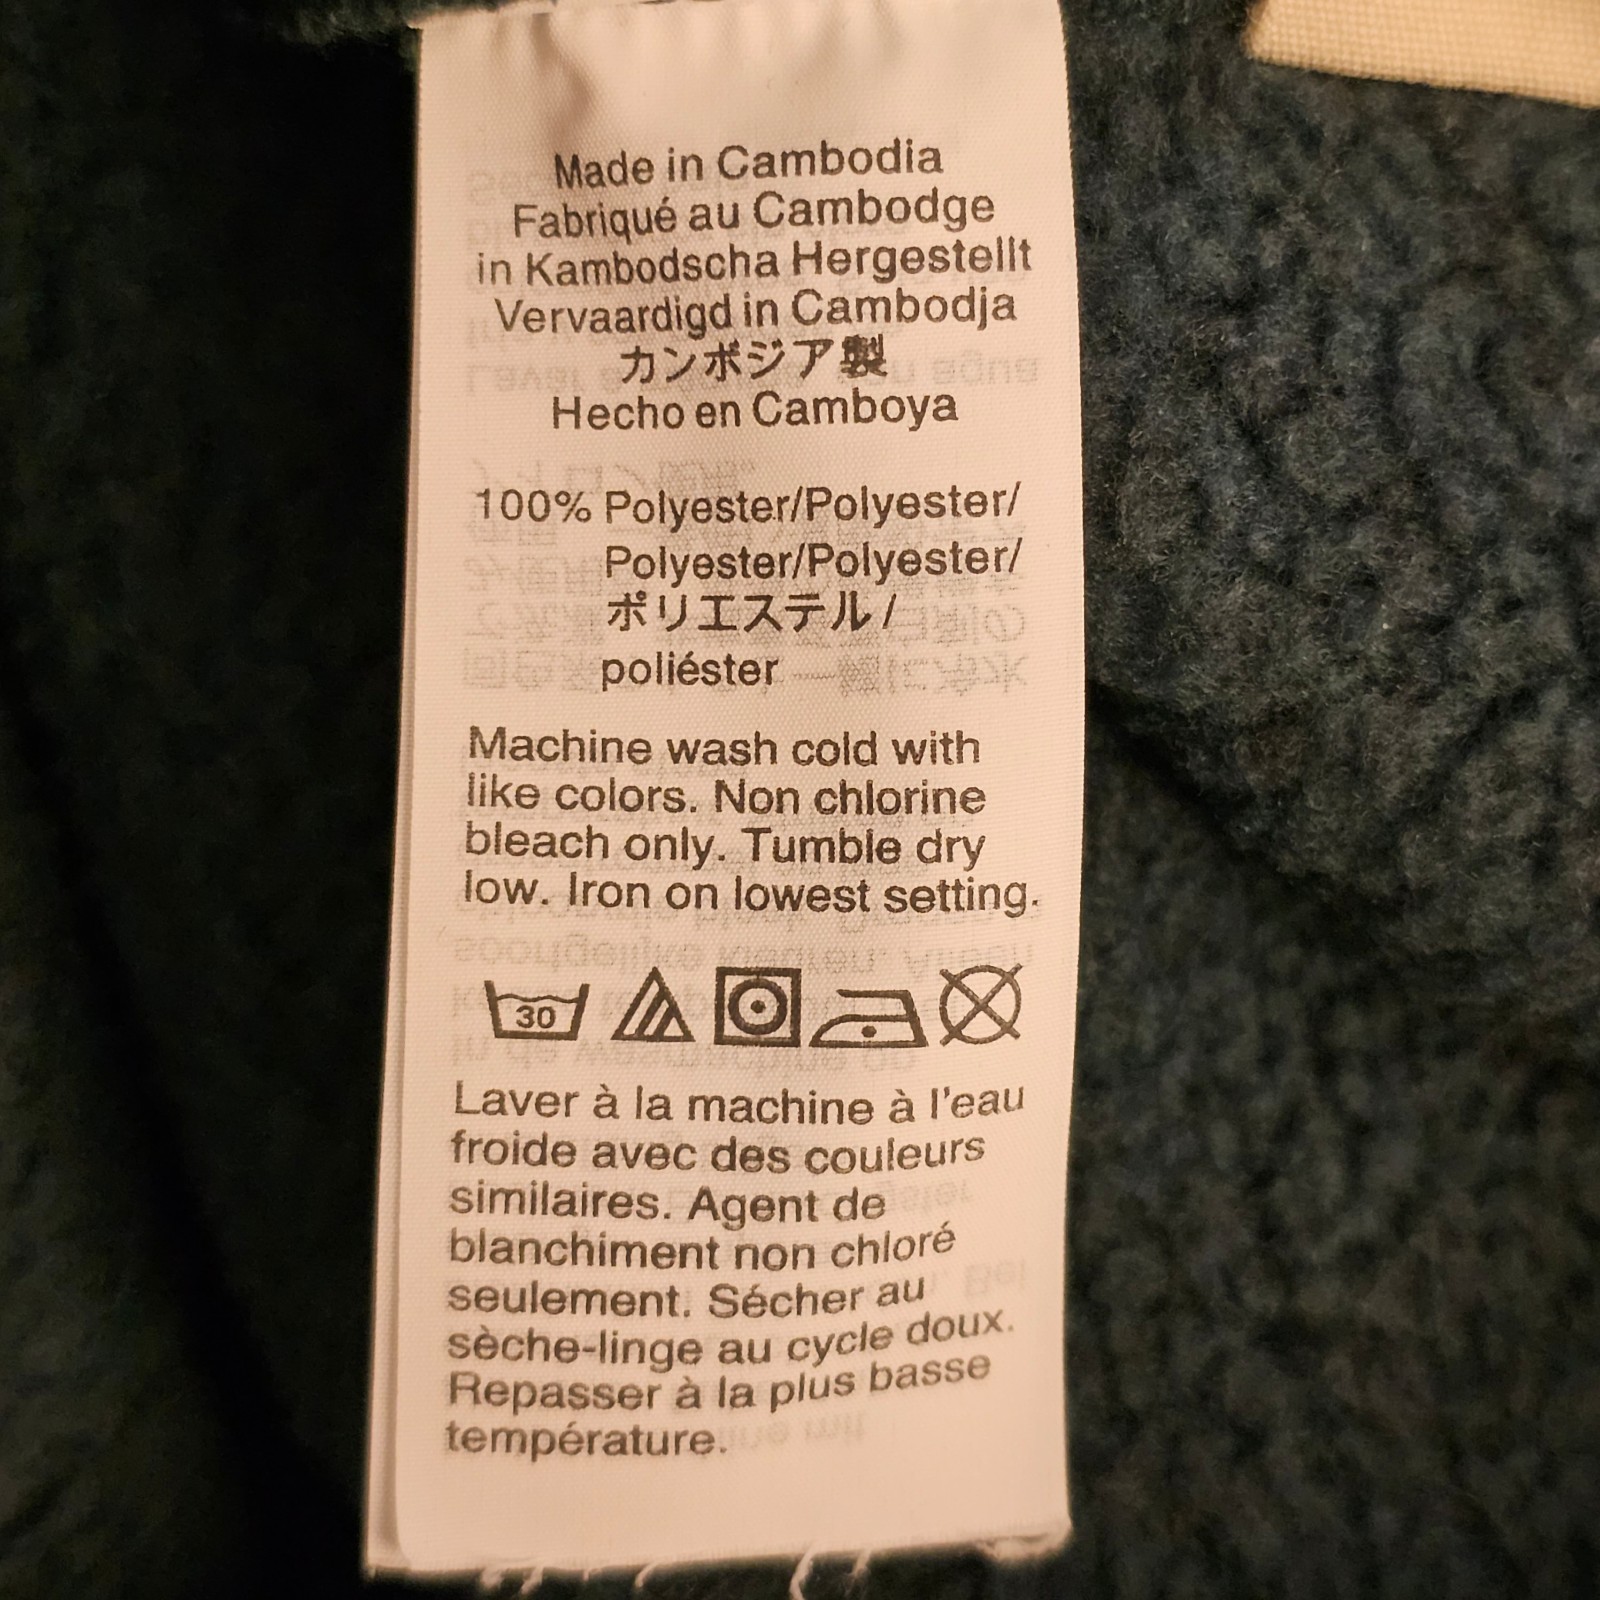 Made in Cambodia
Fabriqué au Cambodge
in Kambodscha Hergestellt
Vervaardigd in Cambodja
カンボジア製
Hecho en Camboya
100% Polyester/Polyester/
Polyester/Polyester/
ポリエステル/
poliéster
Machine wash cold with
like colors. Non chlorine
bleach only. Tumble dry
low. Iron on lowest setting.
30
Laver à la machine à l'eau
froide avec des couleurs
similaires. Agent de
blanchiment non chloré
seulement. Sécher au
sèche-linge au cycle doux.
Repasser à la plus basse
température.